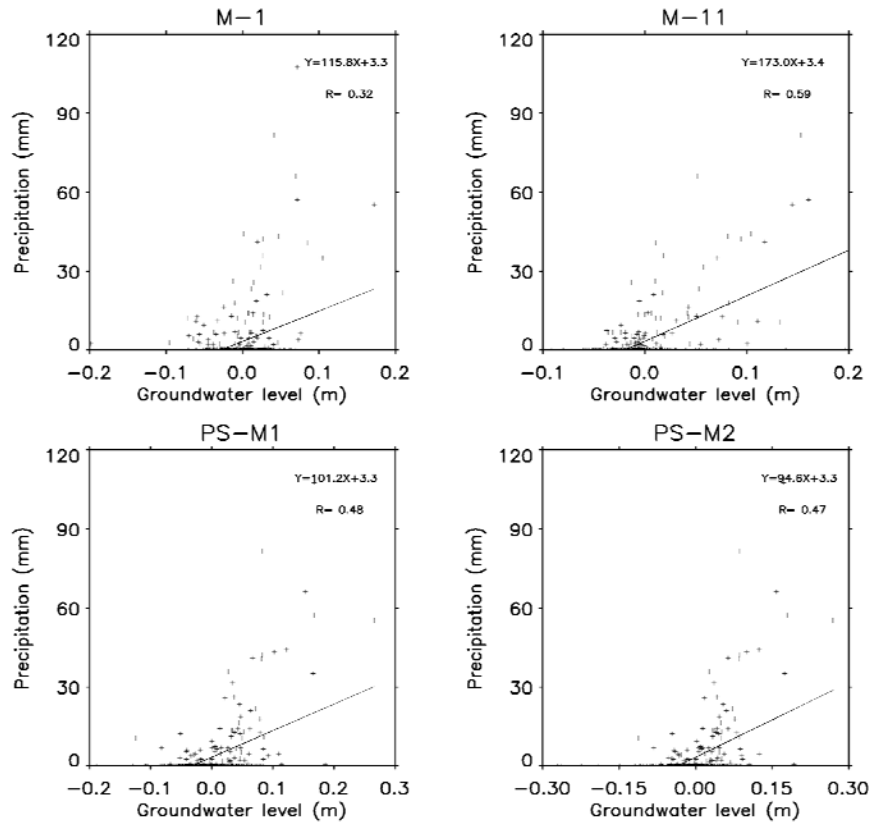 M-1
Y=115.8X+3.3
R= 0.32
Precipitation (mm)
120
90
60
30
0
-0.2 -0.1 0.0 0.1 0.2
Groundwater level (m)
M-11
Y=173.0X+3.4
R= 0.59
Precipitation (mm)
120
90
60
30
0
-0.1 0.0 0.1 0.2
Groundwater level (m)
PS-M1
Y=101.2X+3.3
R= 0.48
Precipitation (mm)
120
90
60
30
0
-0.2 -0.1 0.0 0.1 0.2 0.3
Groundwater level (m)
PS-M2
Y=94.6X+3.3
R= 0.47
Precipitation (mm)
120
90
60
30
0
-0.30 -0.15 0.00 0.15 0.30
Groundwater level (m)